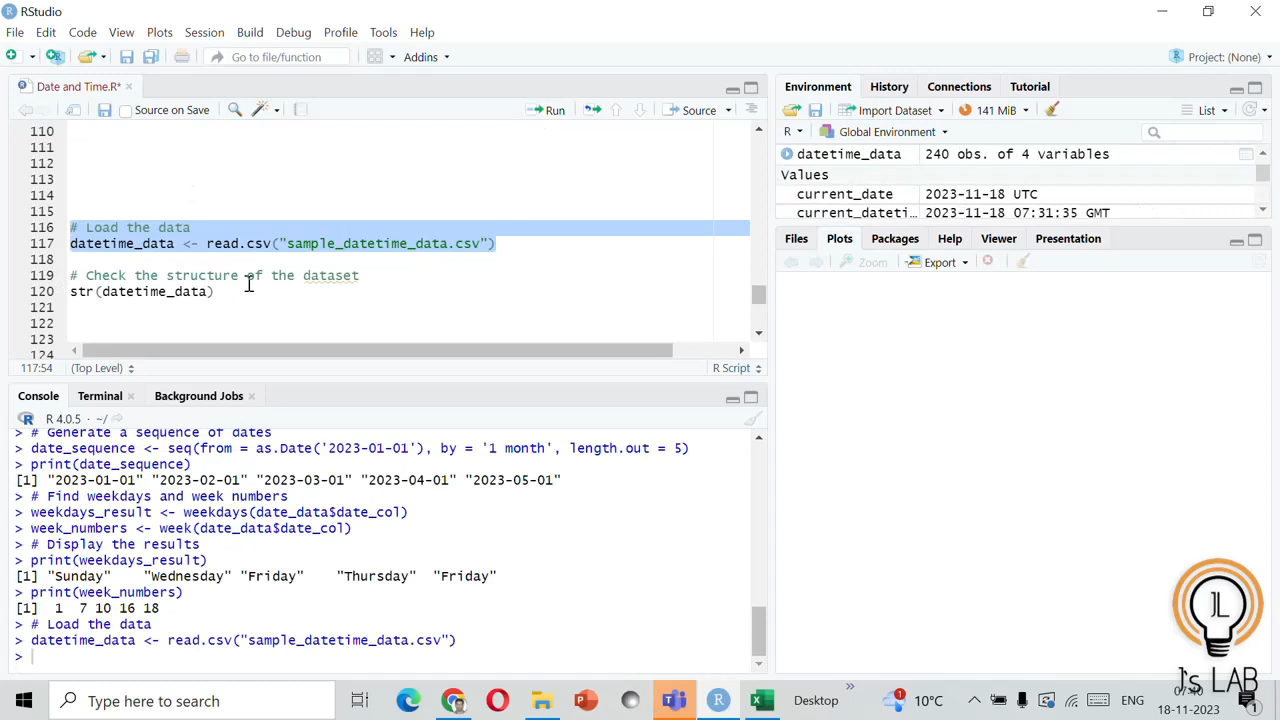 RStudio
File Edit Code View Plots Session Build Debug Profile Tools Help
Go to file/function Addins Project: (None)
Date and Time.R*
Source on Save Run Source
110
111
112
113
114
115
116 # Load the data
117 datetime_data <- read.csv("sample_datetime_data.csv")
118
119 # Check the structure of the dataset
120 str(datetime_data)
121
122
123
124
117:54 (Top Level) R Script
Console Terminal Background Jobs
R 4.0.5 · ~/
> # Generate a sequence of dates
> date_sequence <- seq(from = as.Date('2023-01-01'), by = '1 month', length.out = 5)
> print(date_sequence)
[1] "2023-01-01" "2023-02-01" "2023-03-01" "2023-04-01" "2023-05-01"
> # Find weekdays and week numbers
> weekdays_result <- weekdays(date_data$date_col)
> week_numbers <- week(date_data$date_col)
> # Display the results
> print(weekdays_result)
[1] "Sunday"    "Wednesday" "Friday"    "Thursday"  "Friday"
> print(week_numbers)
[1]  1  7 10 16 18
> # Load the data
> datetime_data <- read.csv("sample_datetime_data.csv")
>
Environment History Connections Tutorial
Import Dataset 141 MiB List
R Global Environment
datetime_data 240 obs. of 4 variables
Values
current_date 2023-11-18 UTC
current_dateti… 2023-11-18 07:31:35 GMT
Files Plots Packages Help Viewer Presentation
Zoom Export
JL
J's LAB
Type here to search
Desktop
1
10°C
ENG
07:40
18-11-2023
1